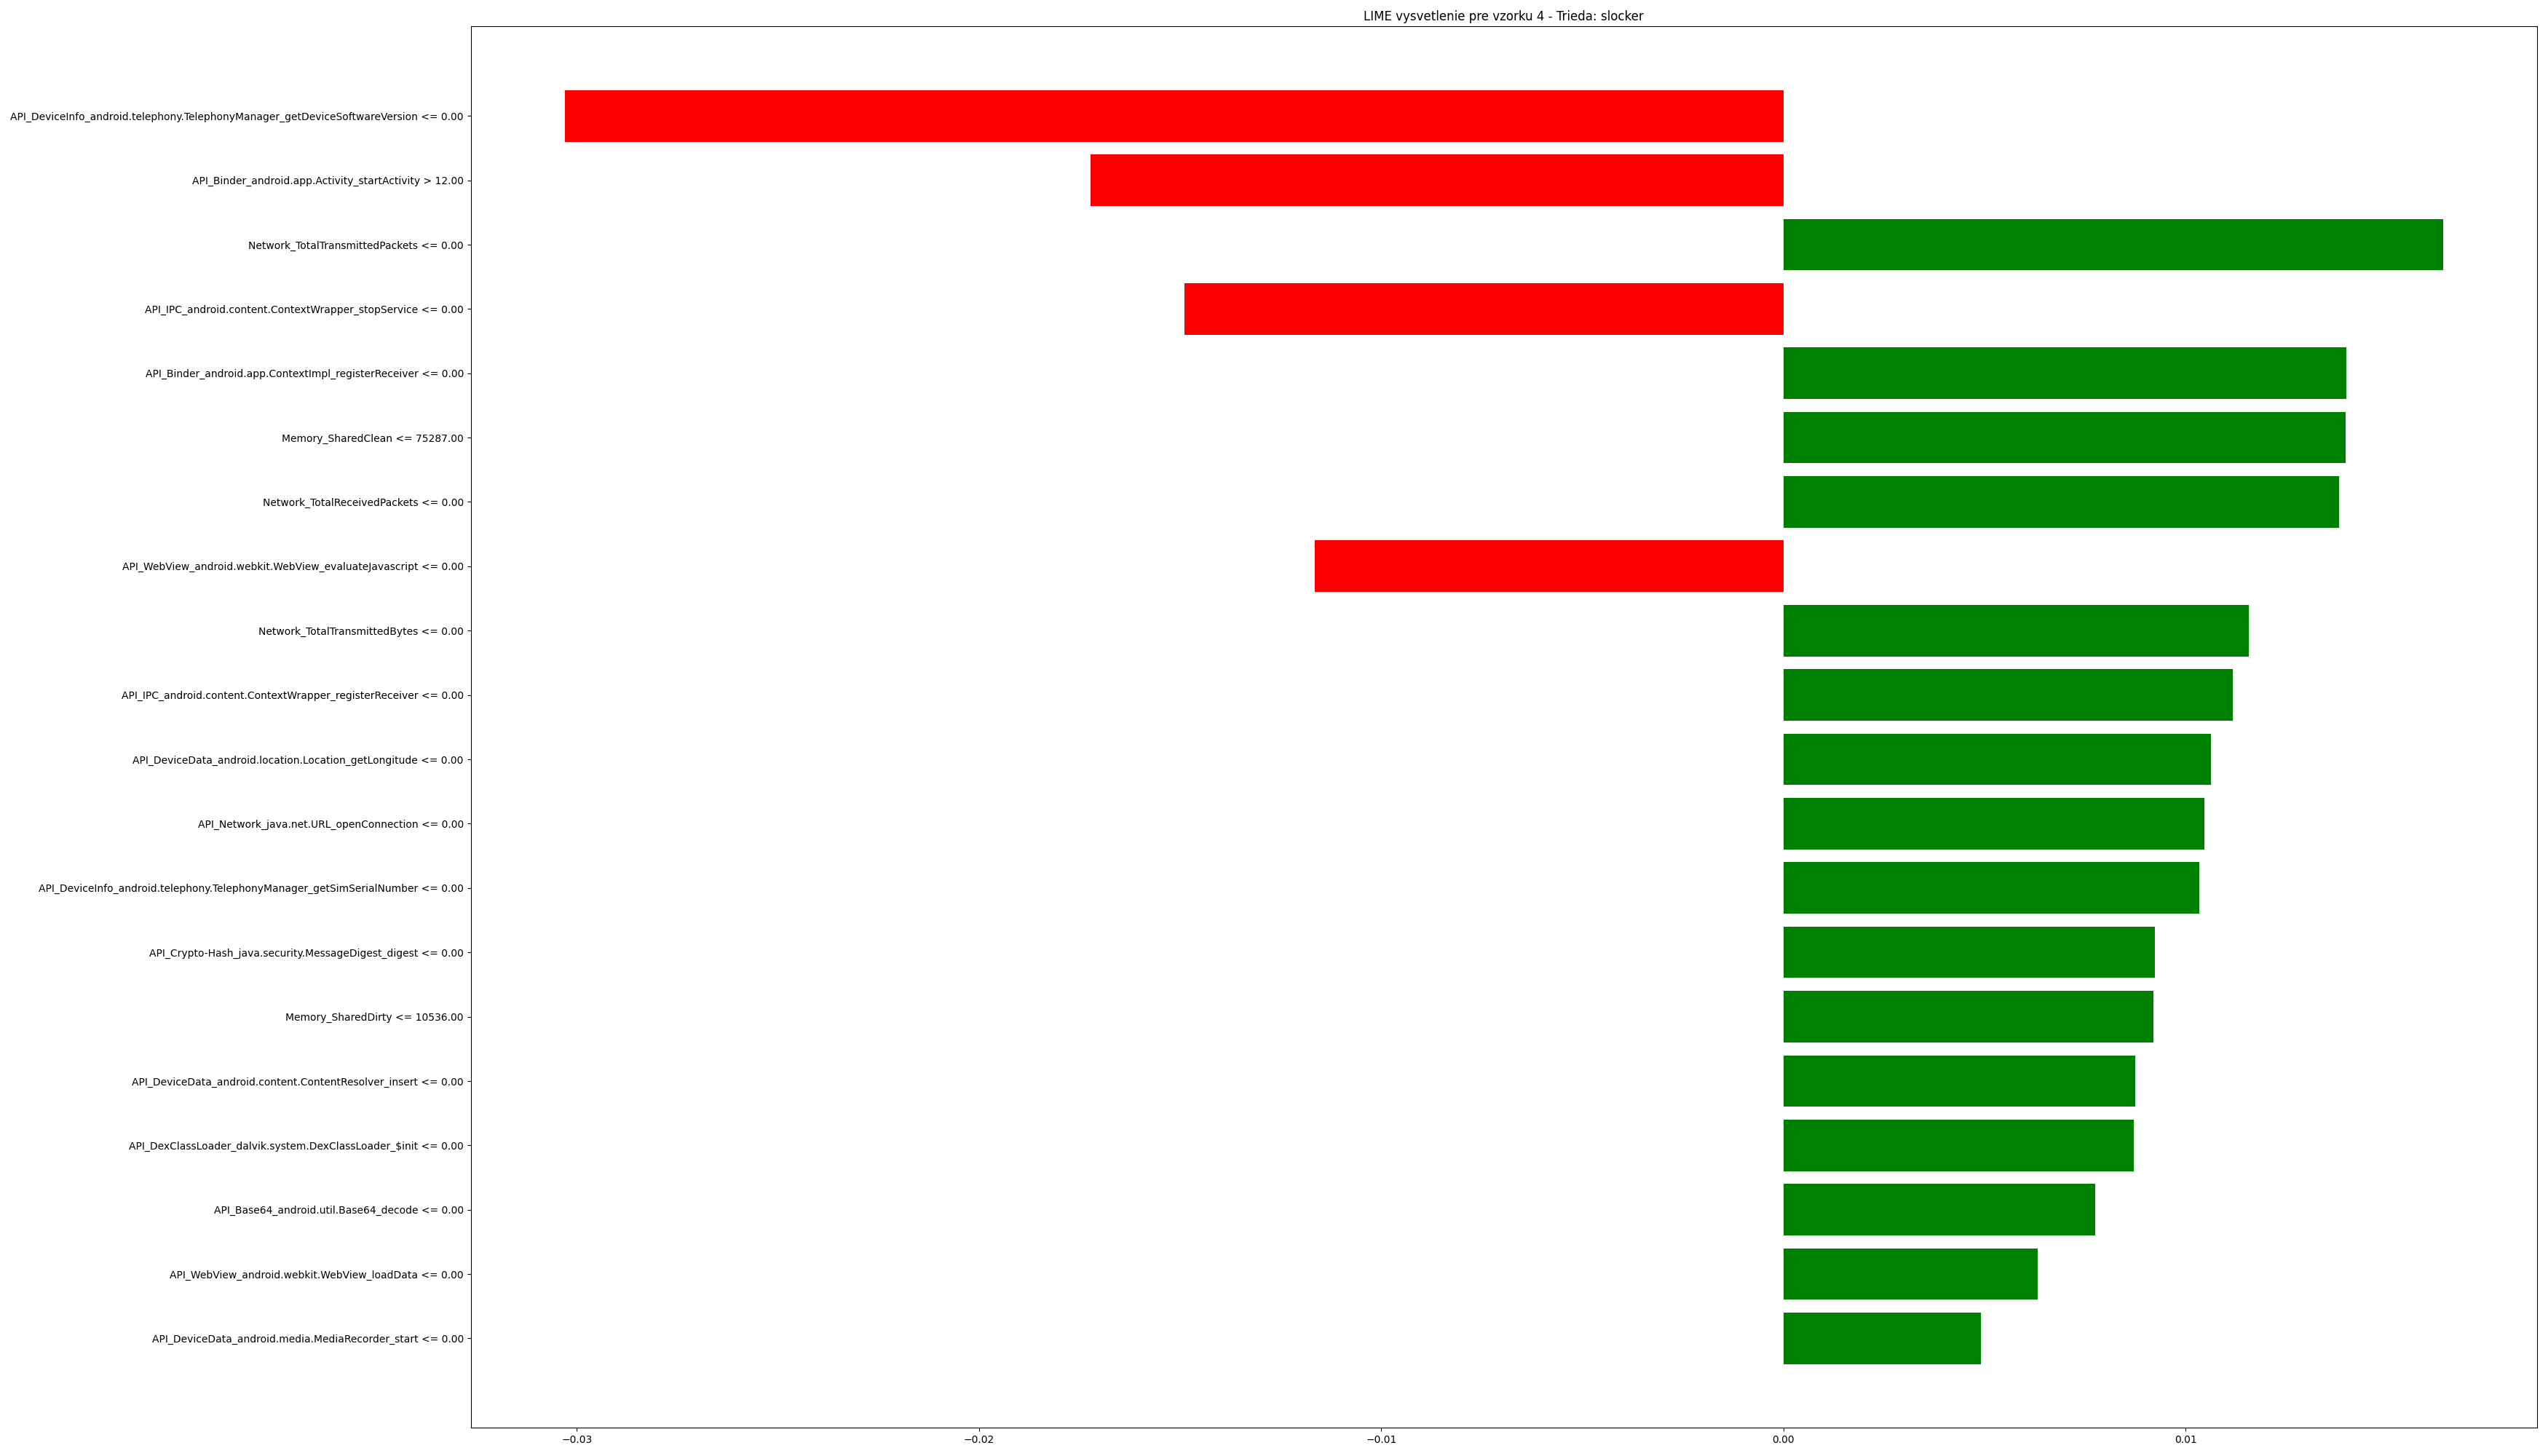 LIME vysvetlenie pre vzorku 4 - Trieda: slocker
API_DeviceInfo_android.telephony.TelephonyManager_getDeviceSoftwareVersion <= 0.00
API_Binder_android.app.Activity_startActivity > 12.00
Network_TotalTransmittedPackets <= 0.00
API_IPC_android.content.ContextWrapper_stopService <= 0.00
API_Binder_android.app.ContextImpl_registerReceiver <= 0.00
Memory_SharedClean <= 75287.00
Network_TotalReceivedPackets <= 0.00
API_WebView_android.webkit.WebView_evaluateJavascript <= 0.00
Network_TotalTransmittedBytes <= 0.00
API_IPC_android.content.ContextWrapper_registerReceiver <= 0.00
API_DeviceData_android.location.Location_getLongitude <= 0.00
API_Network_java.net.URL_openConnection <= 0.00
API_DeviceInfo_android.telephony.TelephonyManager_getSimSerialNumber <= 0.00
API_Crypto-Hash_java.security.MessageDigest_digest <= 0.00
Memory_SharedDirty <= 10536.00
API_DeviceData_android.content.ContentResolver_insert <= 0.00
API_DexClassLoader_dalvik.system.DexClassLoader_$init <= 0.00
API_Base64_android.util.Base64_decode <= 0.00
API_WebView_android.webkit.WebView_loadData <= 0.00
API_DeviceData_android.media.MediaRecorder_start <= 0.00
−0.03 −0.02 −0.01 0.00 0.01